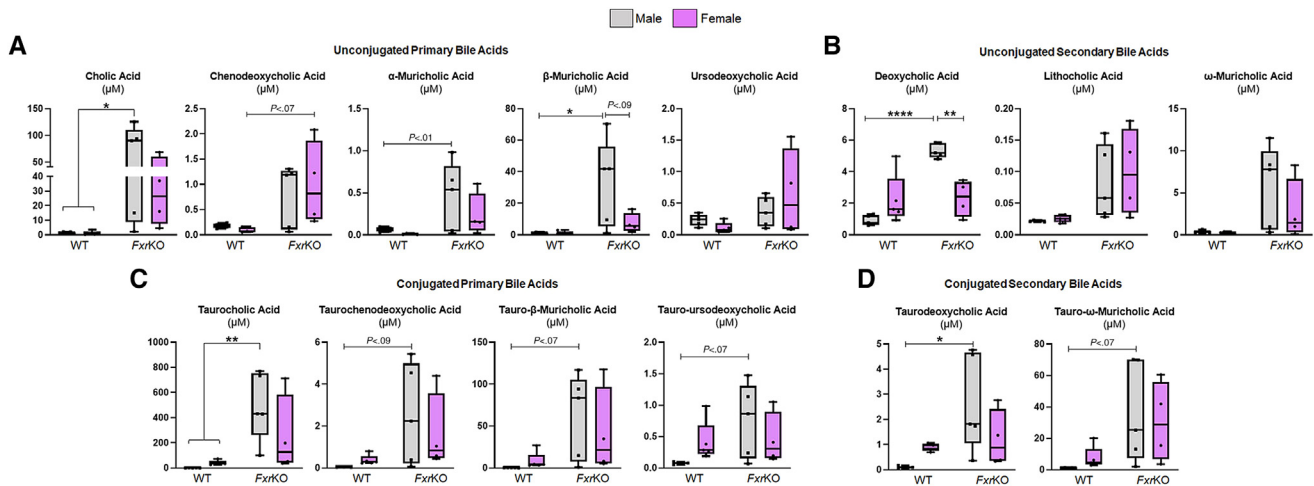 Male Female
A
Unconjugated Primary Bile Acids
Cholic Acid
(μM)
150
100
50
40
30
20
10
0
*
WT FxrKO
Chenodeoxycholic Acid
(μM)
2.5
2.0
1.5
1.0
0.5
0.0
P<.07
WT FxrKO
α-Muricholic Acid
(μM)
1.5
1.0
0.5
0.0
P<.01
WT FxrKO
β-Muricholic Acid
(μM)
80
60
40
20
0
*
P<.09
WT FxrKO
Ursodeoxycholic Acid
(μM)
2.0
1.5
1.0
0.5
0.0
WT FxrKO
B
Unconjugated Secondary Bile Acids
Deoxycholic Acid
(μM)
8
6
4
2
0
**** **
WT FxrKO
Lithocholic Acid
(μM)
0.20
0.15
0.10
0.05
0.00
WT FxrKO
ω-Muricholic Acid
(μM)
15
10
5
0
WT FxrKO
C
Conjugated Primary Bile Acids
Taurocholic Acid
(μM)
1000
800
600
400
200
0
**
WT FxrKO
Taurochenodeoxycholic Acid
(μM)
6
4
2
0
P<.09
WT FxrKO
Tauro-β-Muricholic Acid
(μM)
150
100
50
0
P<.07
WT FxrKO
Tauro-ursodeoxycholic Acid
(μM)
2.0
1.5
1.0
0.5
0.0
P<.07
WT FxrKO
D
Conjugated Secondary Bile Acids
Taurodeoxycholic Acid
(μM)
5
4
3
2
1
0
*
WT FxrKO
Tauro-ω-Muricholic Acid
(μM)
80
60
40
20
0
P<.07
WT FxrKO